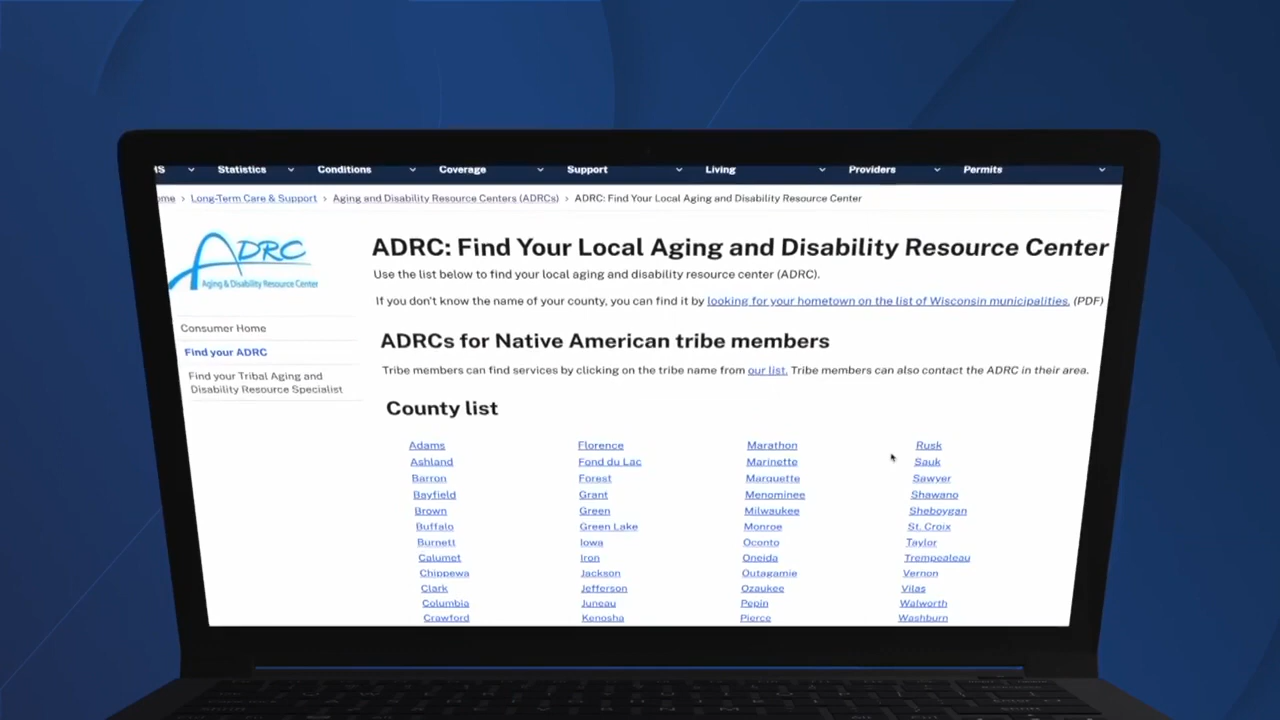 Statistics Conditions Coverage Support Living Providers Permits
Long-Term Care & Support > Aging and Disability Resource Centers (ADRCs) > ADRC: Find Your Local Aging and Disability Resource Center
ADRC
Aging & Disability Resource Center
Consumer Home
Find your ADRC
Find your Tribal Aging and
Disability Resource Specialist
ADRC: Find Your Local Aging and Disability Resource Center
Use the list below to find your local aging and disability resource center (ADRC).
If you don't know the name of your county, you can find it by looking for your hometown on the list of Wisconsin municipalities. (PDF)
ADRCs for Native American tribe members
Tribe members can find services by clicking on the tribe name from our list. Tribe members can also contact the ADRC in their area.
County list
Adams
Ashland
Barron
Bayfield
Brown
Buffalo
Burnett
Calumet
Chippewa
Clark
Columbia
Crawford
Florence
Fond du Lac
Forest
Grant
Green
Green Lake
Iowa
Iron
Jackson
Jefferson
Juneau
Kenosha
Marathon
Marinette
Marquette
Menominee
Milwaukee
Monroe
Oconto
Oneida
Outagamie
Ozaukee
Pepin
Pierce
Rusk
Sauk
Sawyer
Shawano
Sheboygan
St. Croix
Taylor
Trempealeau
Vernon
Vilas
Walworth
Washburn